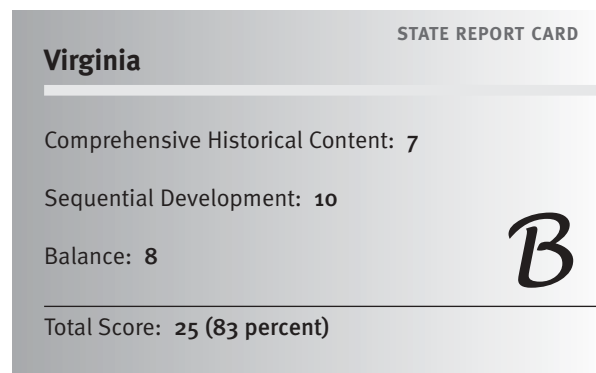 STATE REPORT CARD
Virginia
Comprehensive Historical Content: 7
Sequential Development: 10
Balance: 8
B
Total Score: 25 (83 percent)